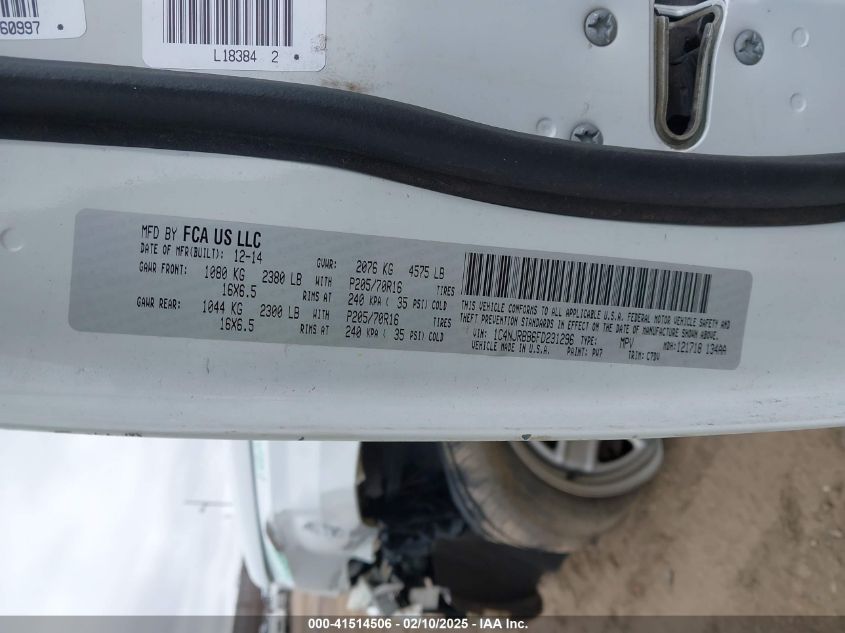 60997 •
L18384 2 •
MFD BY FCA US LLC
DATE OF MFR(BUILT): 12-14 GVWR: 2076 KG 4575 LB
GAWR FRONT: 1080 KG 2380 LB WITH P205/70R16 TIRES
16X6.5 RIMS AT 240 KPA ( 35 PSI) COLD
GAWR REAR: 1044 KG 2300 LB WITH P205/70R16 TIRES
16X6.5 RIMS AT 240 KPA ( 35 PSI) COLD
THIS VEHICLE CONFORMS TO ALL APPLICABLE U.S.A. FEDERAL MOTOR VEHICLE SAFETY AND
THEFT PREVENTION STANDARDS IN EFFECT ON THE DATE OF MANUFACTURE SHOWN ABOVE.
VIN: 1C4NJRBB6FD231296 TYPE: MPV MDH: 121718 134AA
VEHICLE MADE IN U.S.A. PAINT: PW7 TRIM: C7DV
000-41514506 - 02/10/2025 - IAA Inc.